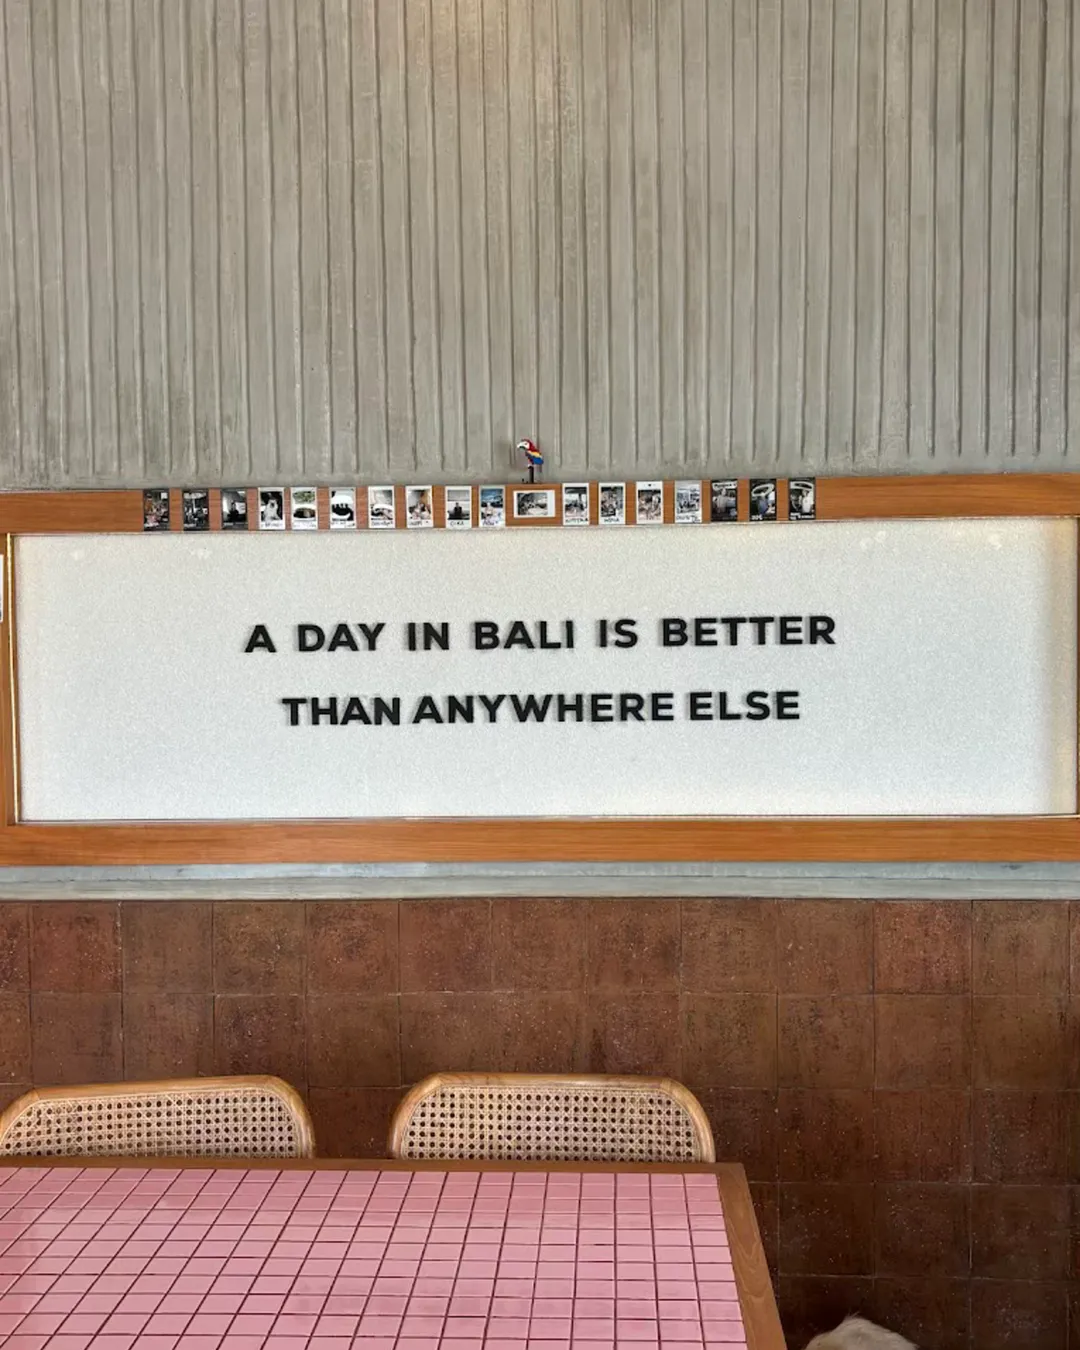 A DAY IN BALI IS BETTER
THAN ANYWHERE ELSE